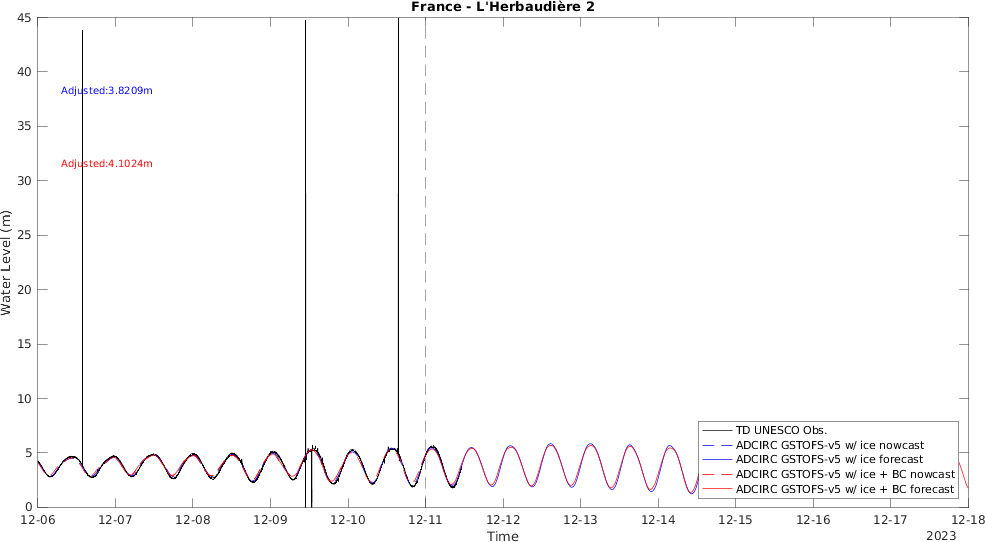 France - L'Herbaudière 2
45
40
35
30
25
20
15
10
5
0
Water Level (m)
Adjusted:3.8209m
Adjusted:4.1024m
TD UNESCO Obs.
ADCIRC GSTOFS-v5 w/ ice nowcast
ADCIRC GSTOFS-v5 w/ ice forecast
ADCIRC GSTOFS-v5 w/ ice + BC nowcast
ADCIRC GSTOFS-v5 w/ ice + BC forecast
12-06 12-07 12-08 12-09 12-10 12-11 12-12 12-13 12-14 12-15 12-16 12-17 12-18
Time
2023